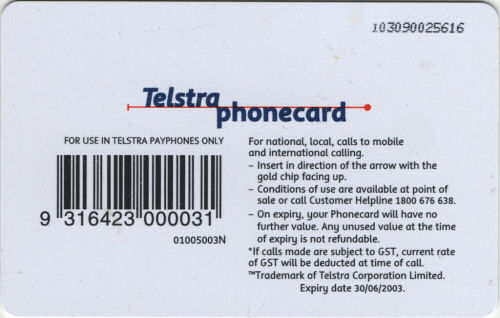 103090025616
Telstra
phonecard
FOR USE IN TELSTRA PAYPHONES ONLY
9 316423 000031
01005003N
For national, local, calls to mobile
and international calling.
– Insert in direction of the arrow with the
gold chip facing up.
– Conditions of use are available at point of
sale or call Customer Helpline 1800 676 638.
– On expiry, your Phonecard will have no
further value. Any unused value at the time
of expiry is not refundable.
*If calls made are subject to GST, current rate
of GST will be deducted at time of call.
™Trademark of Telstra Corporation Limited.
Expiry date 30/06/2003.